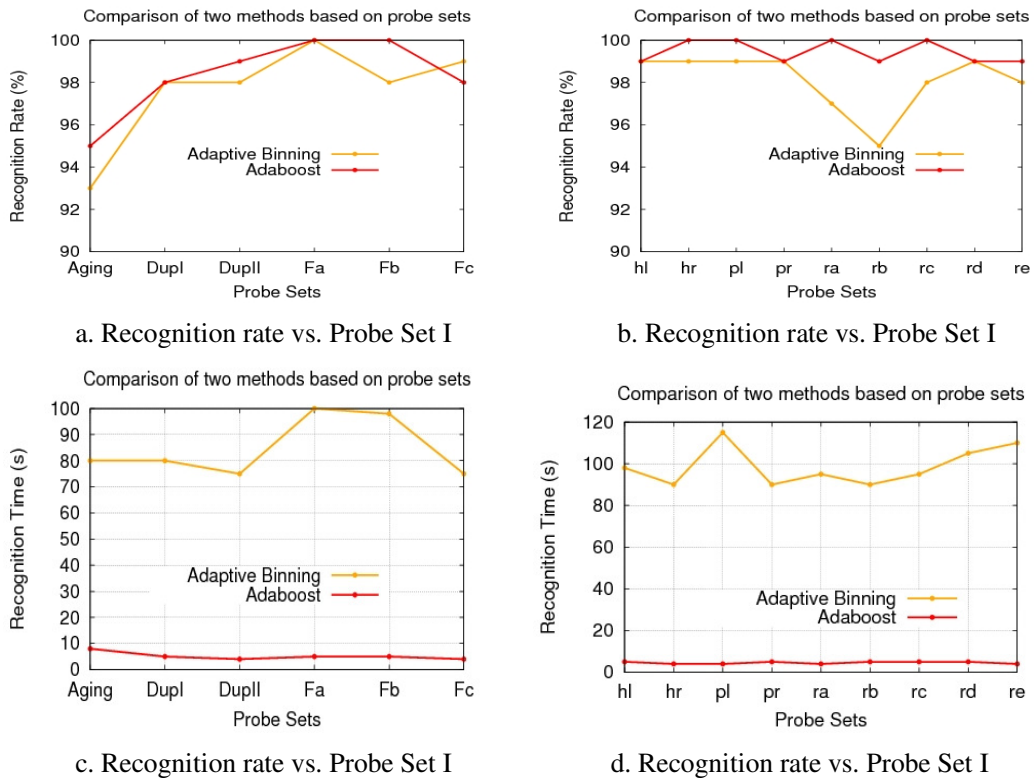 Comparison of two methods based on probe sets
100
98
96
94
92
90
Recognition Rate (%)
Adaptive Binning
Adaboost
Aging DupI DupII Fa Fb Fc
Probe Sets
a. Recognition rate vs. Probe Set I
Comparison of two methods based on probe sets
100
98
96
94
92
90
Recognition Rate (%)
Adaptive Binning
Adaboost
hl hr pl pr ra rb rc rd re
Probe Sets
b. Recognition rate vs. Probe Set I
Comparison of two methods based on probe sets
100
90
80
70
60
50
40
30
20
10
0
Recognition Time (s)
Adaptive Binning
Adaboost
Aging DupI DupII Fa Fb Fc
Probe Sets
c. Recognition rate vs. Probe Set I
Comparison of two methods based on probe sets
120
100
80
60
40
20
0
Recognition Time (s)
Adaptive Binning
Adaboost
hl hr pl pr ra rb rc rd re
Probe Sets
d. Recognition rate vs. Probe Set I